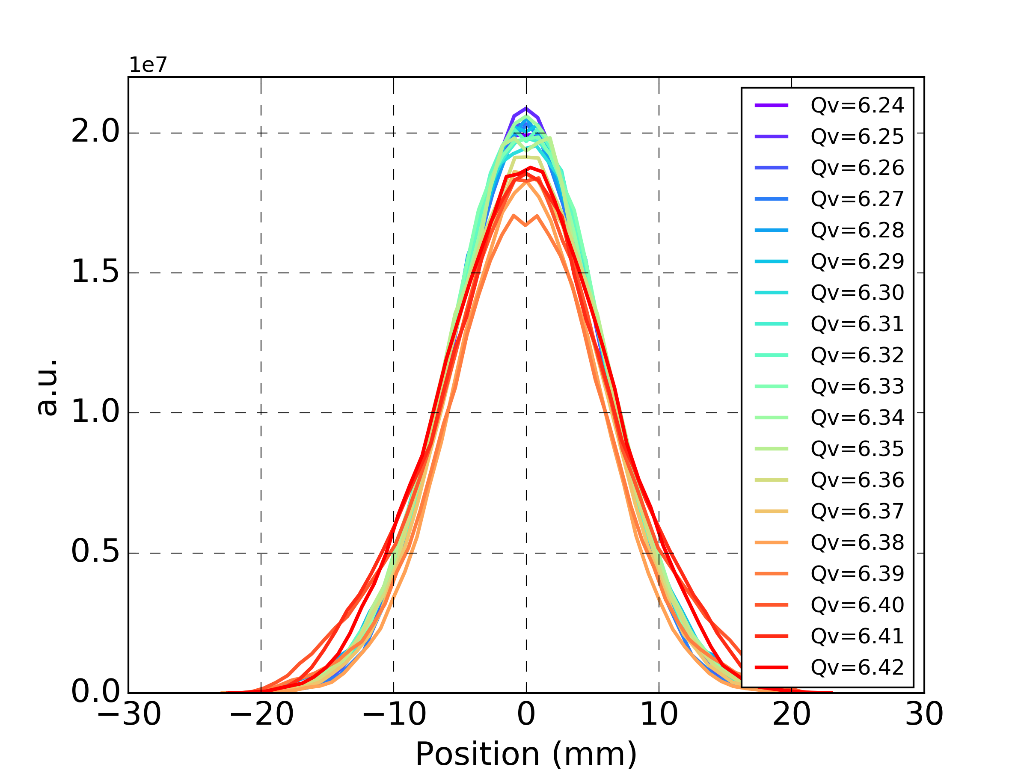 1e7
2.0
1.5
1.0
0.5
0.0
a.u.
−30
−20
−10
0
10
20
30
Position (mm)
Qv=6.24
Qv=6.25
Qv=6.26
Qv=6.27
Qv=6.28
Qv=6.29
Qv=6.30
Qv=6.31
Qv=6.32
Qv=6.33
Qv=6.34
Qv=6.35
Qv=6.36
Qv=6.37
Qv=6.38
Qv=6.39
Qv=6.40
Qv=6.41
Qv=6.42